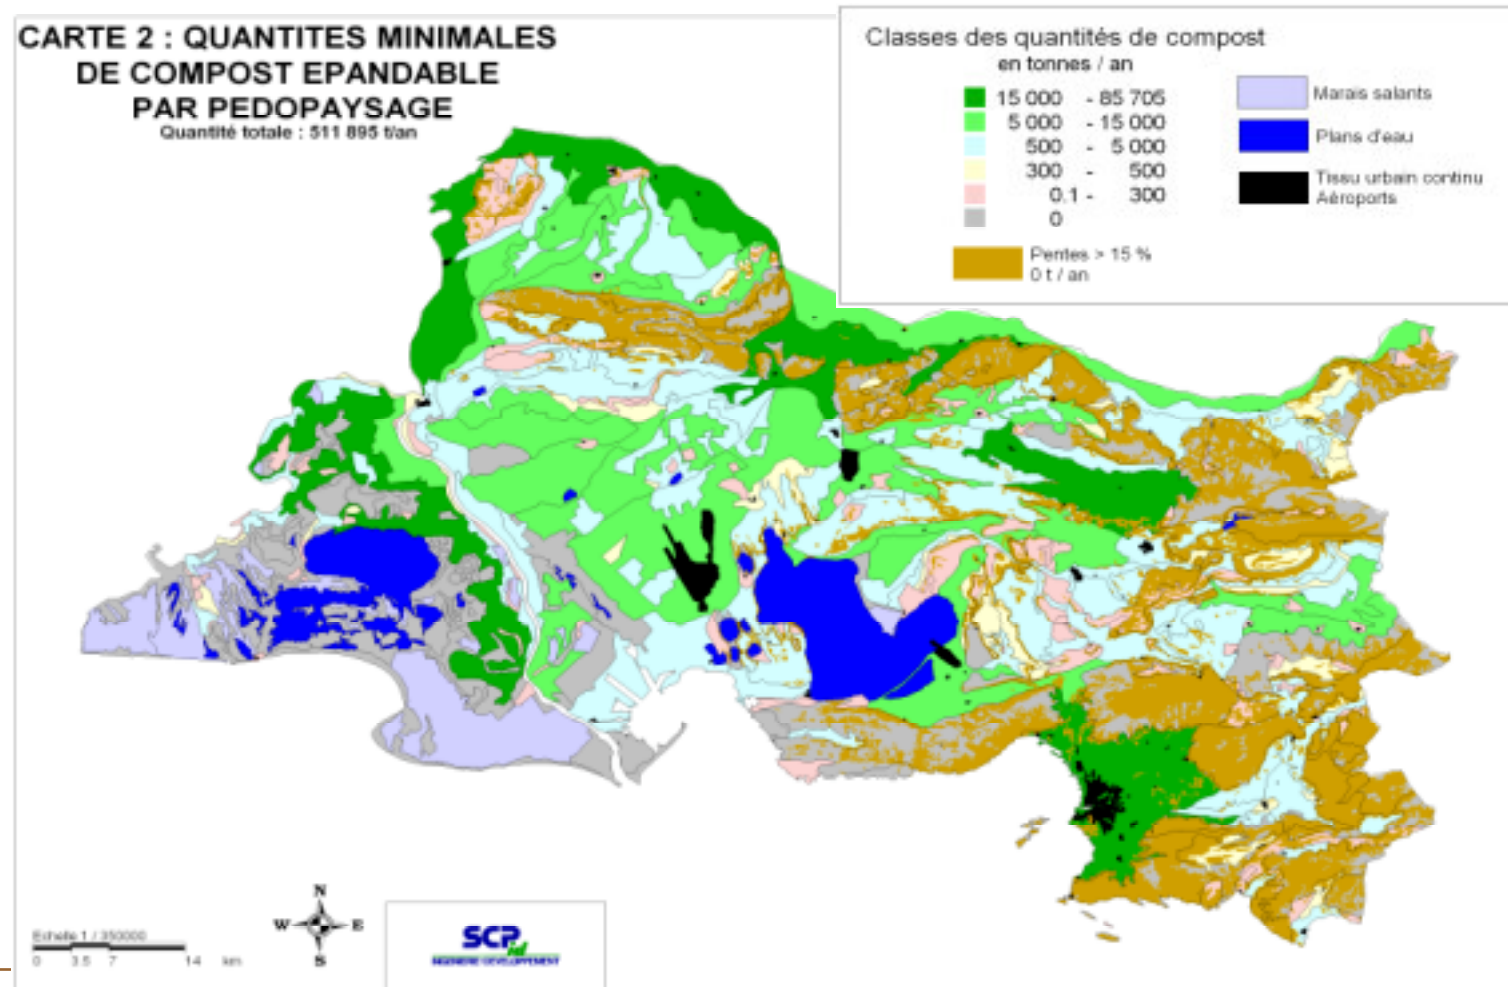 CARTE 2 : QUANTITES MINIMALES
DE COMPOST EPANDABLE
PAR PEDOPAYSAGE
Quantité totale : 511 895 t/an
Classes des quantités de compost
en tonnes / an
15 000 - 85 705
5 000 - 15 000
500 - 5 000
300 - 500
0.1 - 300
0
Pentes > 15 %
0 t / an
Marais salants
Plans d'eau
Tissu urbain continu
Aéroports
Echelle 1 / 350000
0 3.5 7 14 km
N
W E
S
SCP
INGENIERIE DEVELOPPEMENT